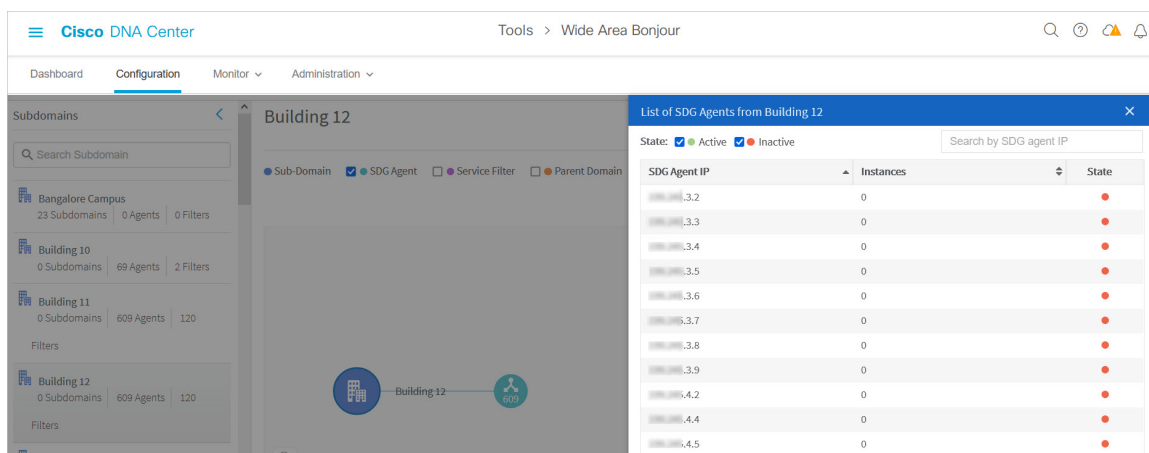 Cisco DNA Center
Tools > Wide Area Bonjour
Dashboard Configuration Monitor Administration
Subdomains
Search Subdomain
Bangalore Campus
23 Subdomains 0 Agents 0 Filters
Building 10
0 Subdomains 69 Agents 2 Filters
Building 11
0 Subdomains 609 Agents 120
Filters
Building 12
0 Subdomains 609 Agents 120
Filters
Building 12
Sub-Domain SDG Agent Service Filter Parent Domain
Building 12
609
List of SDG Agents from Building 12
State: Active Inactive
Search by SDG agent IP
SDG Agent IP Instances State
.3.2 0
.3.3 0
.3.4 0
.3.5 0
.3.6 0
.3.7 0
.3.8 0
.3.9 0
.4.2 0
.4.4 0
.4.5 0